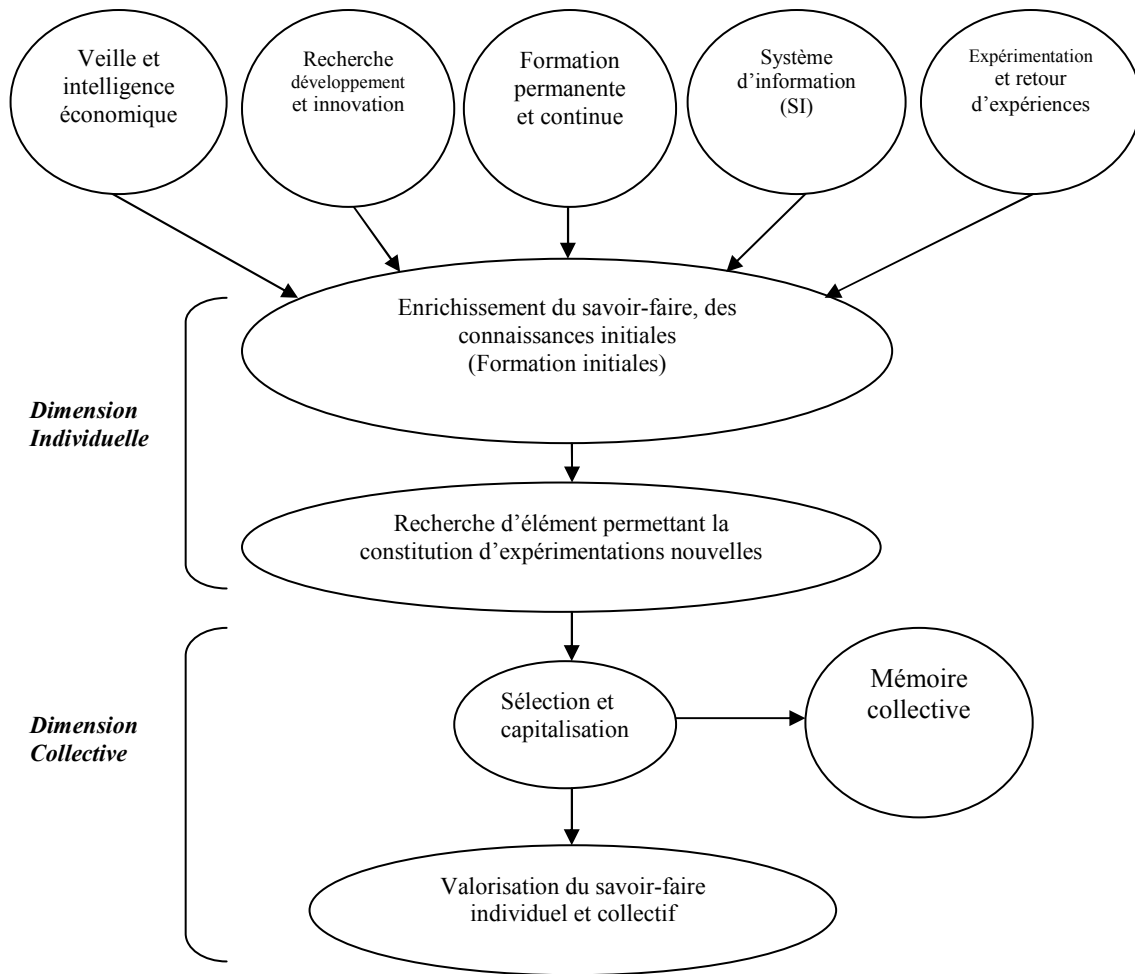 Veille et
intelligence
économique
Recherche
développement
et innovation
Formation
permanente
et continue
Système
d’information
(SI)
Expérimentation
et retour
d’expériences
Enrichissement du savoir-faire, des
connaissances initiales
(Formation initiales)
Dimension
Individuelle
Recherche d’élément permettant la
constitution d’expérimentations nouvelles
Sélection et
capitalisation
Mémoire
collective
Dimension
Collective
Valorisation du savoir-faire
individuel et collectif